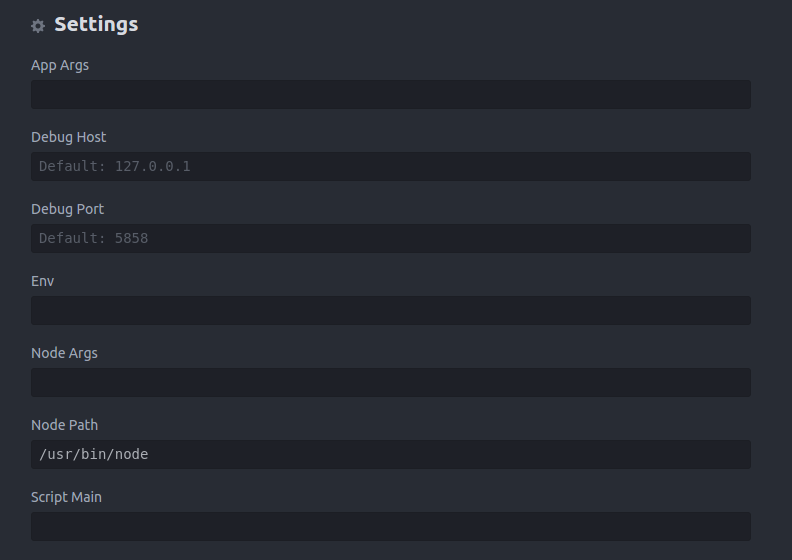 Settings
App Args
Debug Host
Default: 127.0.0.1
Debug Port
Default: 5858
Env
Node Args
Node Path
/usr/bin/node
Script Main